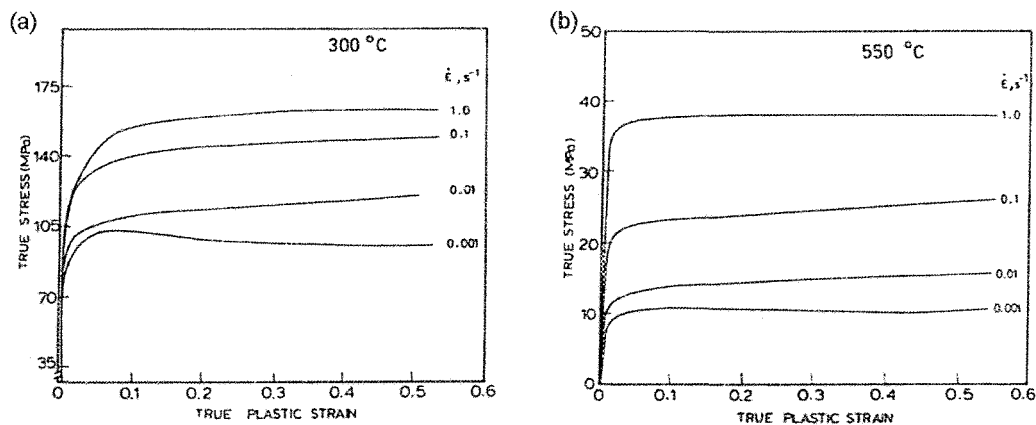 (a)
300 °C
ε̇, s⁻¹
1.0
0.1
0.01
0.001
175
140
105
70
35
TRUE STRESS (MPa)
0 0.1 0.2 0.3 0.4 0.5 0.6
TRUE PLASTIC STRAIN
(b)
550 °C
ε̇, s⁻¹
1.0
0.1
0.01
0.001
50
40
30
20
10
0
TRUE STRESS (MPa)
0 0.1 0.2 0.3 0.4 0.5 0.6
TRUE PLASTIC STRAIN